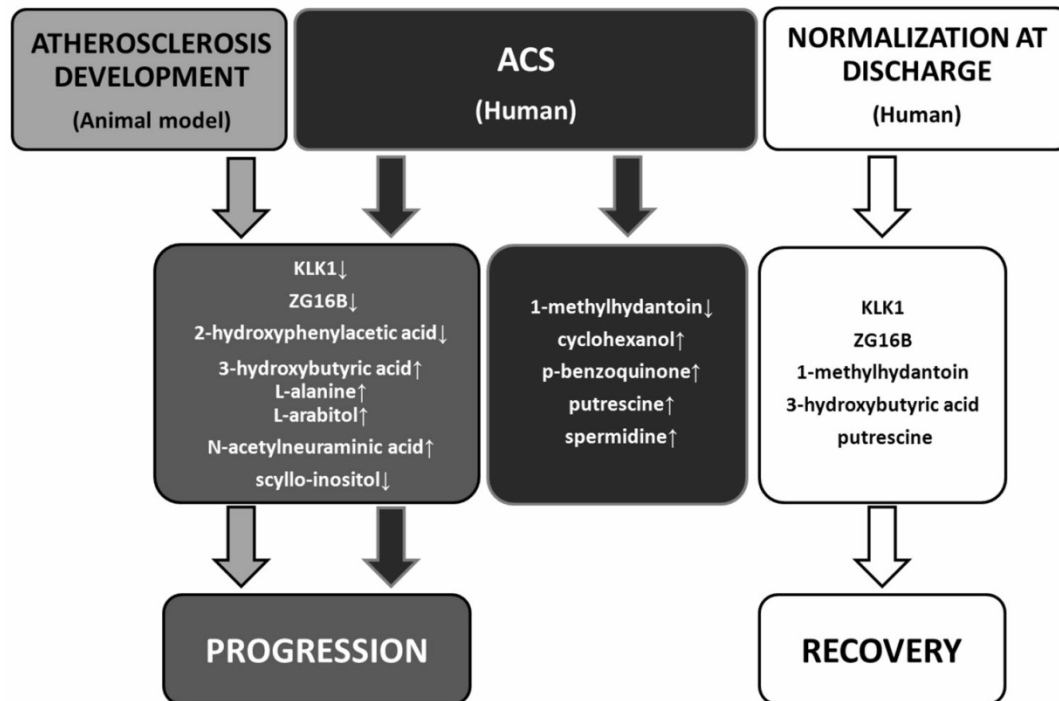 ATHEROSCLEROSIS
DEVELOPMENT
(Animal model)
ACS
(Human)
NORMALIZATION AT
DISCHARGE
(Human)
KLK1↓
ZG16B↓
2-hydroxyphenylacetic acid↓
3-hydroxybutyric acid↑
L-alanine↑
L-arabitol↑
N-acetylneuraminic acid↑
scyllo-inositol↓
1-methylhydantoin↓
cyclohexanol↑
p-benzoquinone↑
putrescine↑
spermidine↑
KLK1
ZG16B
1-methylhydantoin
3-hydroxybutyric acid
putrescine
PROGRESSION
RECOVERY